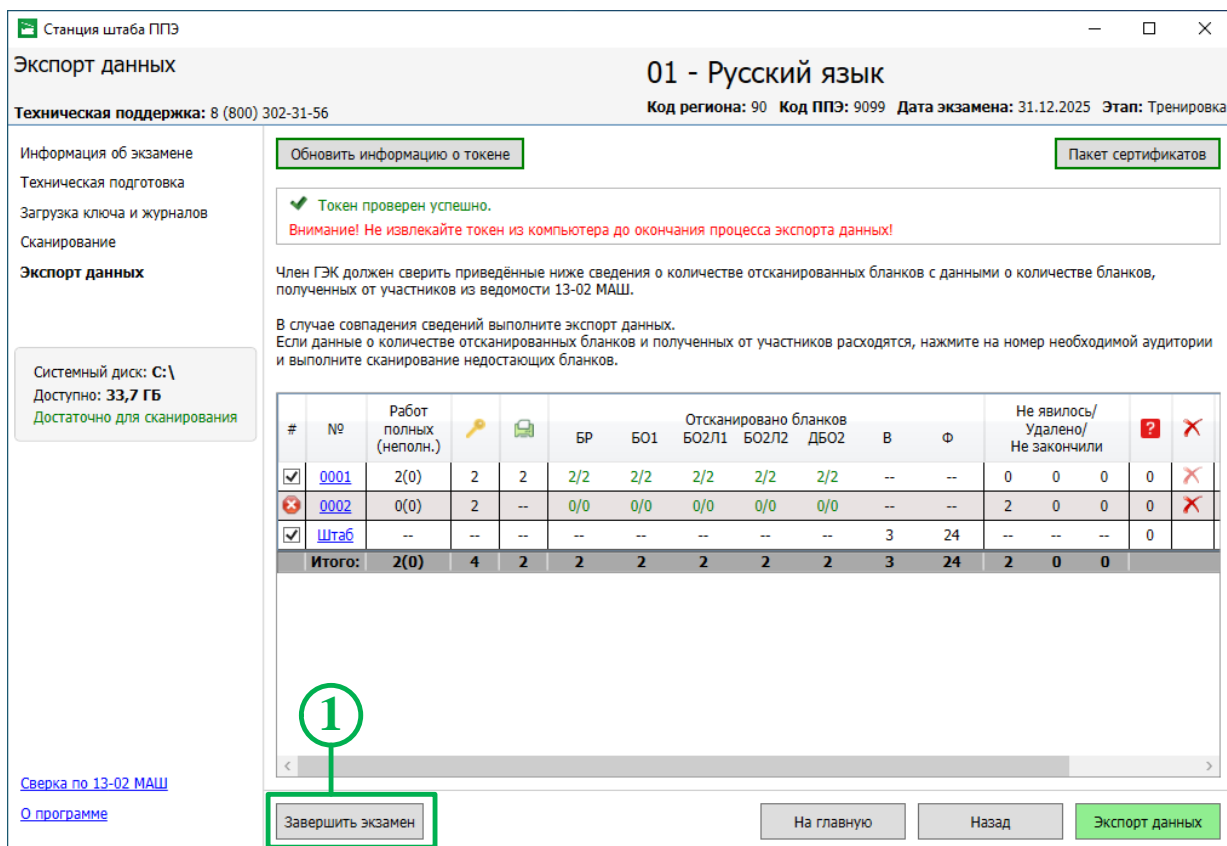 Станция штаба ППЭ
Экспорт данных
01 - Русский язык
Техническая поддержка: 8 (800) 302-31-56
Код региона: 90 Код ППЭ: 9099 Дата экзамена: 31.12.2025 Этап: Тренировка
Информация об экзамене
Техническая подготовка
Загрузка ключа и журналов
Сканирование
Экспорт данных
Системный диск: C:\
Доступно: 33,7 ГБ
Достаточно для сканирования
Обновить информацию о токене
Пакет сертификатов
Токен проверен успешно.
Внимание! Не извлекайте токен из компьютера до окончания процесса экспорта данных!
Член ГЭК должен сверить приведённые ниже сведения о количестве отсканированных бланков с данными о количестве бланков,
полученных от участников из ведомости 13-02 МАШ.
В случае совпадения сведений выполните экспорт данных.
Если данные о количестве отсканированных бланков и полученных от участников расходятся, нажмите на номер необходимой аудитории
и выполните сканирование недостающих бланков.
# № Работ полных (неполн.) Отсканировано бланков Не явилось/ Удалено/ Не закончили ?
БР БО1 БО2Л1 БО2Л2 ДБО2 В Ф
0001 2(0) 2 2 2/2 2/2 2/2 2/2 2/2 -- -- 0 0 0 0
0002 0(0) 2 -- 0/0 0/0 0/0 0/0 0/0 -- -- 2 0 0 0
Штаб -- -- -- -- -- -- -- -- 3 24 -- -- -- 0
Итого: 2(0) 4 2 2 2 2 2 2 3 24 2 0 0
1
Сверка по 13-02 МАШ
О программе
Завершить экзамен
На главную
Назад
Экспорт данных